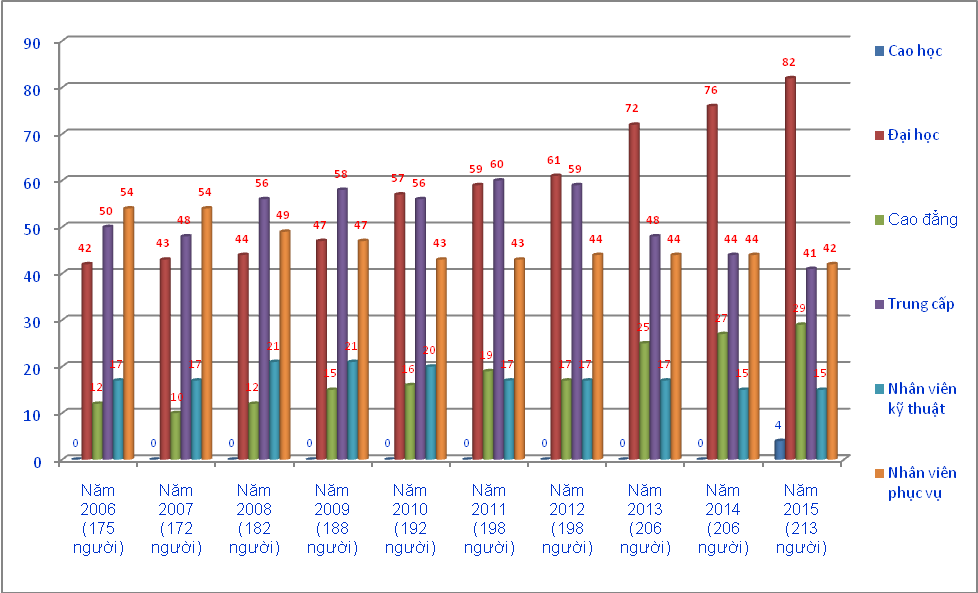 90
80
70
60
50
40
30
20
10
0
0 42 12 50 17 54
0 43 10 48 17 54
0 44 12 56 21 49
0 47 15 58 21 47
0 57 16 56 20 43
0 59 19 60 17 43
0 61 17 59 17 44
0 72 25 48 17 44
0 76 27 44 15 44
4 82 29 41 15 42
Năm
2006
(175
người)
Năm
2007
(172
người)
Năm
2008
(182
người)
Năm
2009
(188
người)
Năm
2010
(192
người)
Năm
2011
(198
người)
Năm
2012
(198
người)
Năm
2013
(206
người)
Năm
2014
(206
người)
Năm
2015
(213
người)
Cao học
Đại học
Cao đẳng
Trung cấp
Nhân viên
kỹ thuật
Nhân viên
phục vụ